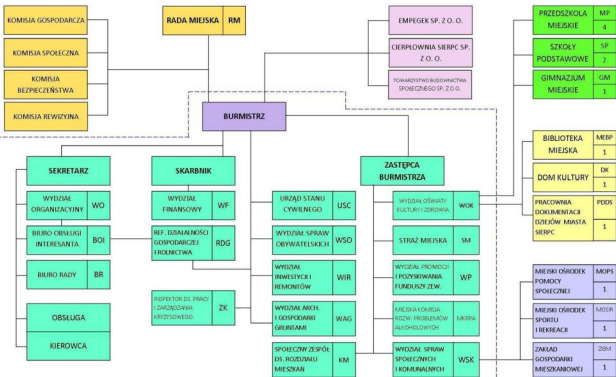 KOMISJA GOSPODARCZA
RADA MIEJSKA RM
EMPEGEK SP. Z O. O.
PRZEDSZKOLA
MIEJSKIE
MP
4
KOMISJA SPOŁECZNA
CIERPŁOWNIA SIERPC SP.
Z O. O.
SZKOŁY
PODSTAWOWE
SP
2
KOMISJA
BEZPIECZEŃSTWA
TOWARZYSTWO BUDOWNICTWA
SPOŁECZNEGO SP. Z O.O.
GIMNAZJUM
MIEJSKIE
GM
1
KOMISJA REWIZYJNA
BURMISTRZ
BIBLIOTEKA
MIEJSKA
MEBP
1
SEKRETARZ
SKARBNIK
ZASTĘPCA
BURMISTRZA
DOM KULTURY
DK
1
WYDZIAŁ
ORGANIZACYJNY
WO
WYDZIAŁ
FINANSOWY
WF
URZĄD STANU
CYWILNEGO
USC
WYDZIAŁ OŚWIATY
KULTURY I ZDROWIA
WOK
PRACOWNIA
DOKUMENTACJI
DZIEJÓW MIASTA
SIERPC
PDDS
1
BIURO OBSŁUGI
INTERESANTA
BOI
REF. DZIAŁALNOŚCI
GOSPODARCZEJ
I ROLNICTWA
RDG
WYDZIAŁ SPRAW
OBYWATELSKICH
WSO
STRAŻ MIEJSKA
SM
BIURO RADY
BR
WYDZIAŁ
INWESTYCJI I
REMONTÓW
WIR
WYDZIAŁ PROMOCJI
I POZYSKIWANIA
FUNDUSZY ZEW.
WP
MIEJSKI OŚRODEK
POMOCY
SPOŁECZNEJ
MOPS
1
OBSŁUGA
INSPEKTOR DS. PRACY
I ZARZĄDZANIA
KRYZYSOWEGO
ZK
WYDZIAŁ ARCH.
I GOSPODARKI
GRUNTAMI
WAG
MIEJSKA KOMISJA
ROZW. PROBLEMÓW
ALKOHOLOWYCH
MKRPA
MIEJSKI OŚRODEK
SPORTU
I REKREACJI
MOSIR
1
KIEROWCA
SPOŁECZNY ZESPÓŁ
DS. ROZDZIAŁU
MIESZKAŃ
KM
WYDZIAŁ SPRAW
SPOŁECZNYCH
I KOMUNALNYCH
WSK
ZAKŁAD
GOSPODARKI
MIESZKANIOWEJ
ZGM
1